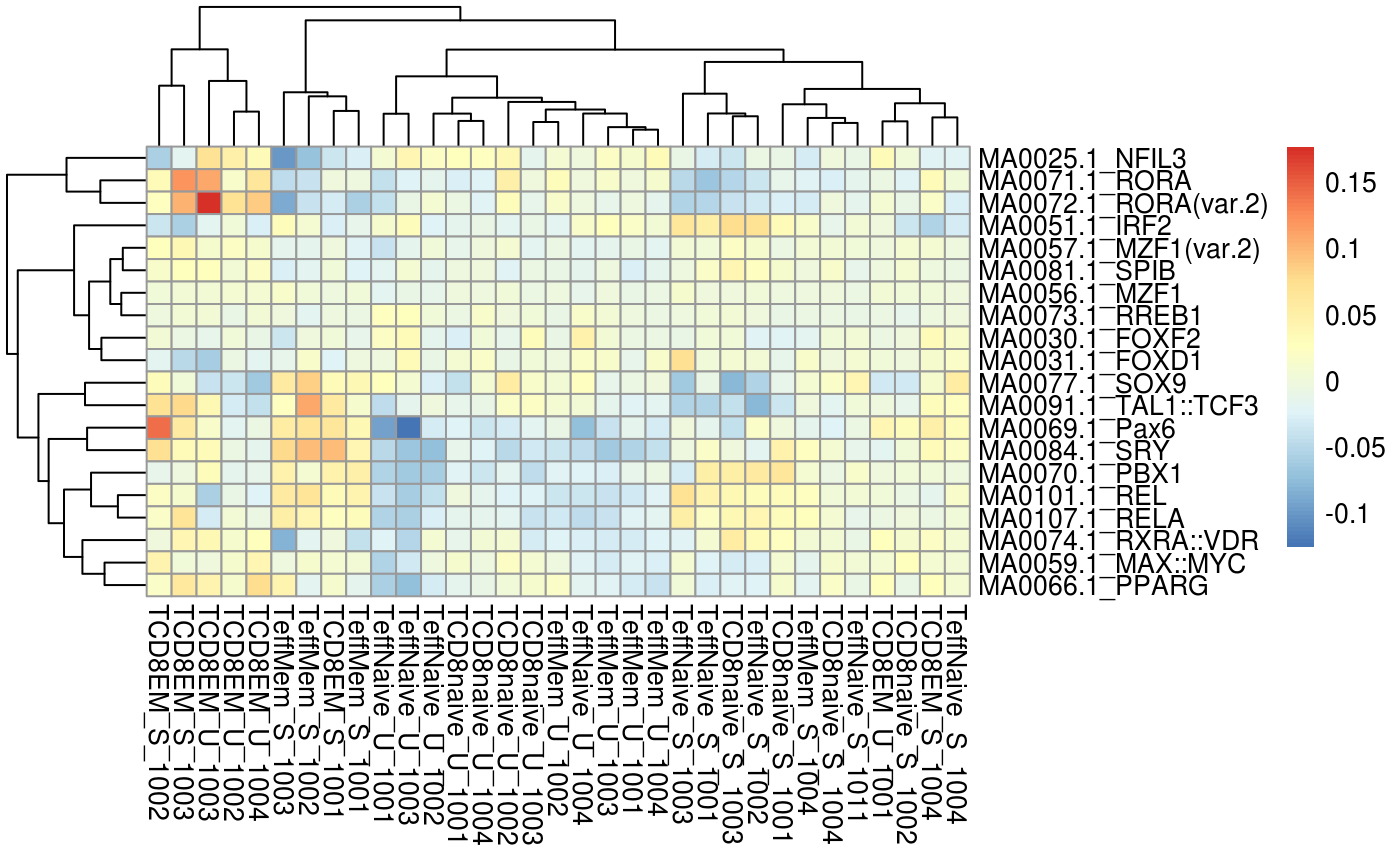 MA0025.1_NFIL3
MA0071.1_RORA
MA0072.1_RORA(var.2)
MA0051.1_IRF2
MA0057.1_MZF1(var.2)
MA0081.1_SPIB
MA0056.1_MZF1
MA0073.1_RREB1
MA0030.1_FOXF2
MA0031.1_FOXD1
MA0077.1_SOX9
MA0091.1_TAL1::TCF3
MA0069.1_Pax6
MA0084.1_SRY
MA0070.1_PBX1
MA0101.1_REL
MA0107.1_RELA
MA0074.1_RXRA::VDR
MA0059.1_MAX::MYC
MA0066.1_PPARG
0.15
0.1
0.05
0
-0.05
-0.1
TCD8EM_S_1002
TCD8EM_S_1003
TCD8EM_U_1003
TCD8EM_U_1002
TCD8EM_U_1004
TeffMem_S_1003
TeffMem_S_1002
TCD8EM_S_1001
TeffMem_S_1001
TeffNaive_U_1001
TeffNaive_U_1003
TeffNaive_U_1002
TCD8naive_U_1001
TCD8naive_U_1004
TCD8naive_U_1002
TCD8naive_U_1003
TeffMem_U_1002
TeffNaive_U_1004
TeffMem_U_1003
TeffMem_U_1001
TeffMem_U_1004
TeffNaive_S_1003
TeffNaive_S_1001
TCD8naive_S_1003
TeffNaive_S_1002
TCD8naive_S_1001
TeffMem_S_1004
TCD8naive_S_1004
TeffNaive_S_1011
TCD8EM_U_1001
TCD8naive_S_1002
TCD8EM_S_1004
TeffNaive_S_1004